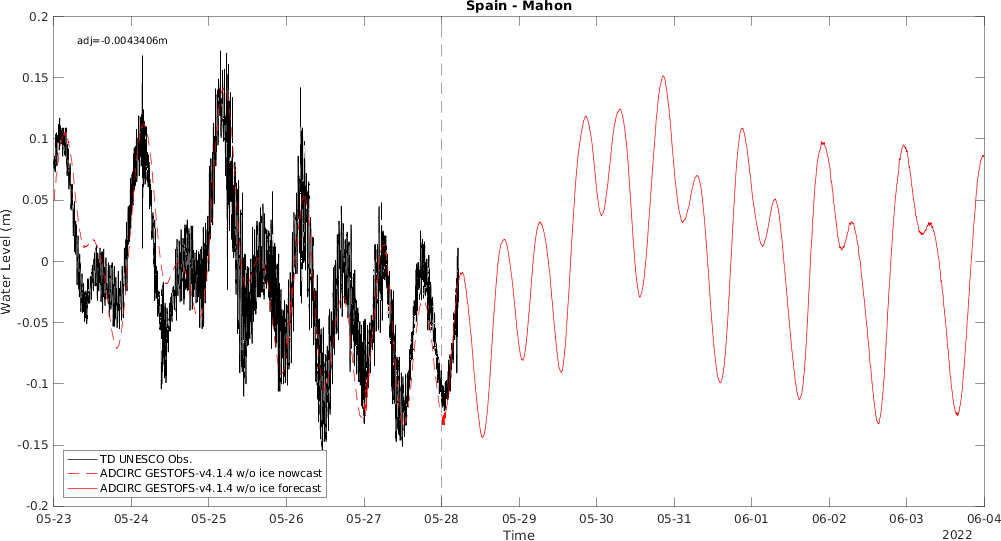 Spain - Mahon
adj=-0.0043406m
0.2
0.15
0.1
0.05
0
-0.05
-0.1
-0.15
-0.2
Water Level (m)
TD UNESCO Obs.
ADCIRC GESTOFS-v4.1.4 w/o ice nowcast
ADCIRC GESTOFS-v4.1.4 w/o ice forecast
05-23 05-24 05-25 05-26 05-27 05-28 05-29 05-30 05-31 06-01 06-02 06-03 06-04
Time
2022